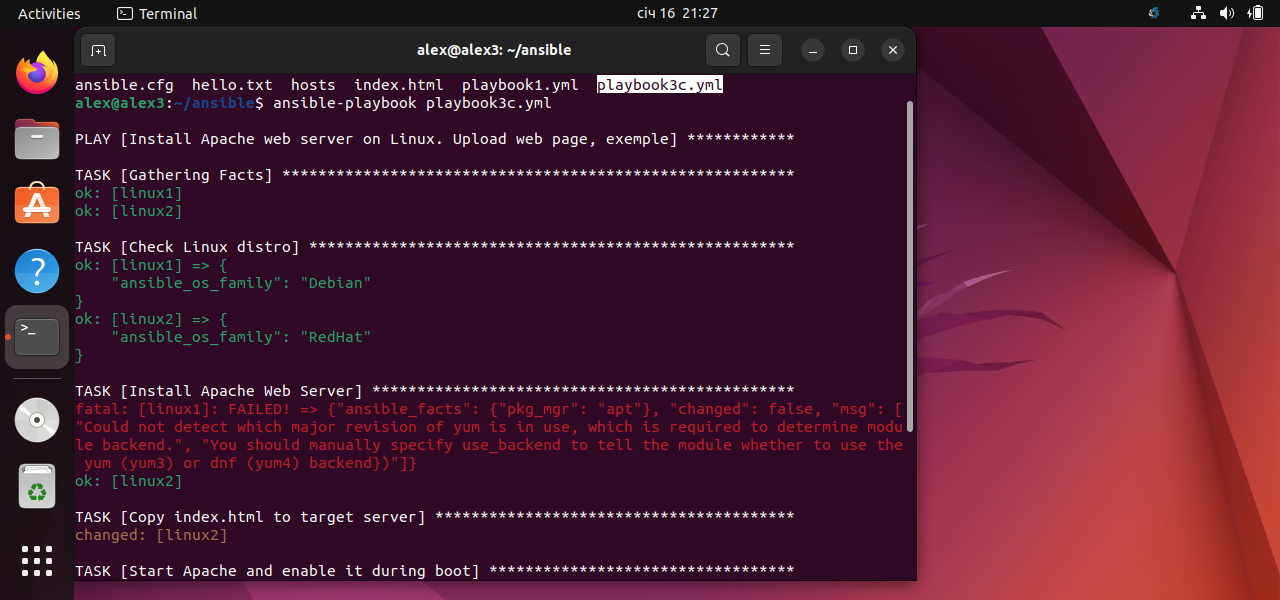 Activities Terminal січ 16 21:27
alex@alex3: ~/ansible
ansible.cfg hello.txt hosts index.html playbook1.yml playbook3c.yml
alex@alex3:~/ansible$ ansible-playbook playbook3c.yml
PLAY [Install Apache web server on Linux. Upload web page, exemple] ************
TASK [Gathering Facts] *********************************************************
ok: [linux1]
ok: [linux2]
TASK [Check Linux distro] ******************************************************
ok: [linux1] => {
    "ansible_os_family": "Debian"
}
ok: [linux2] => {
    "ansible_os_family": "RedHat"
}
TASK [Install Apache Web Server] ***********************************************
fatal: [linux1]: FAILED! => {"ansible_facts": {"pkg_mgr": "apt"}, "changed": false, "msg": [
"Could not detect which major revision of yum is in use, which is required to determine modu
le backend.", "You should manually specify use_backend to tell the module whether to use the
 yum (yum3) or dnf (yum4) backend})"]}
ok: [linux2]
TASK [Copy index.html to target server] ****************************************
changed: [linux2]
TASK [Start Apache and enable it during boot] **********************************